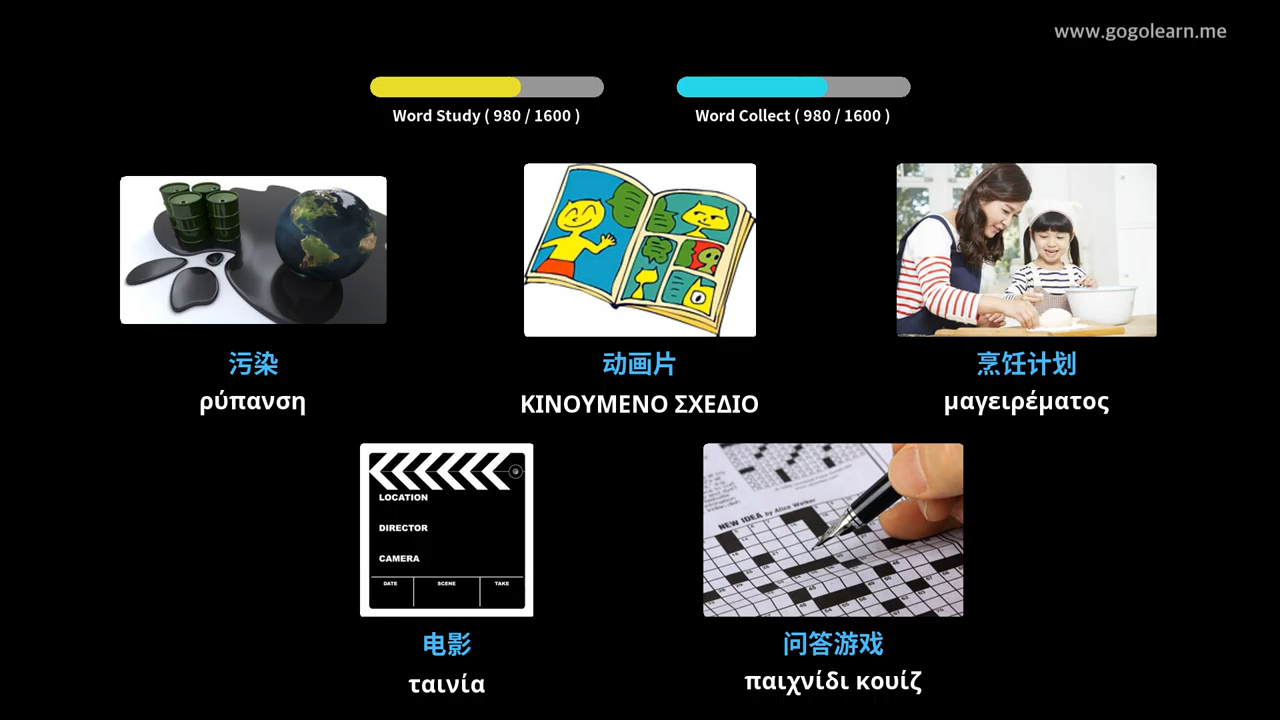 www.gogolearn.me
Word Study ( 980 / 1600 )
Word Collect ( 980 / 1600 )
污染
ρύπανση
动画片
ΚΙΝΟΥΜΕΝΟ ΣΧΕΔΙΟ
烹饪计划
μαγειρέματος
LOCATION
DIRECTOR
CAMERA
DATE
SCENE
TAKE
NEW IDEA by Alice Walker
电影
ταινία
问答游戏
παιχνίδι κουίζ